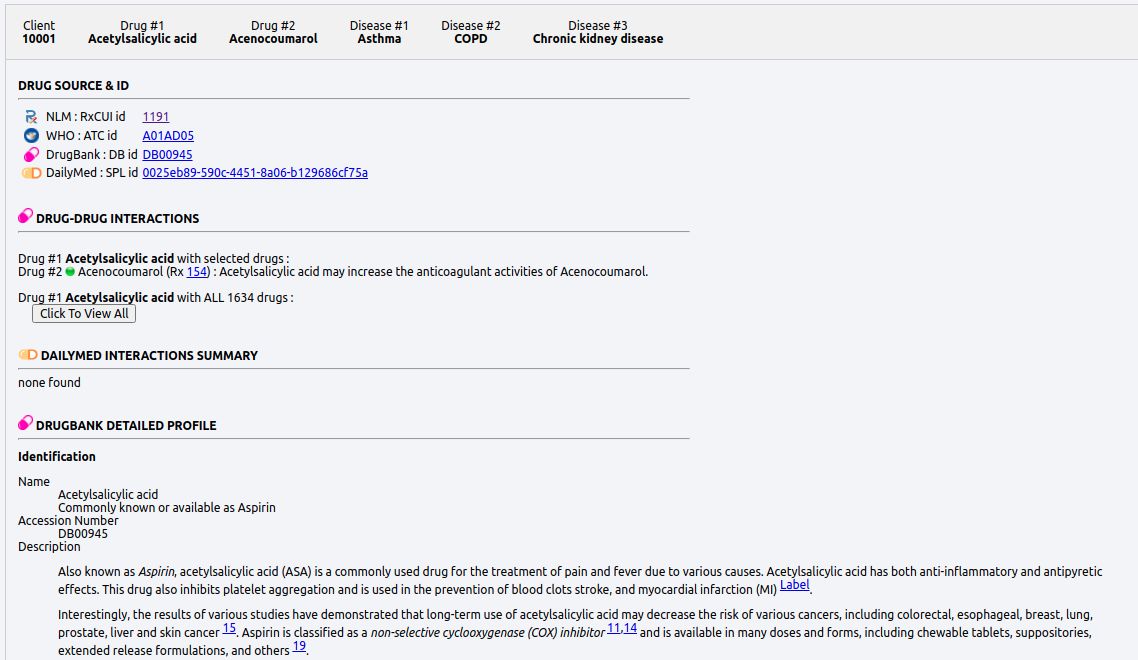 Client Drug #1 Drug #2 Disease #1 Disease #2 Disease #3
10001 Acetylsalicylic acid Acenocoumarol Asthma COPD Chronic kidney disease
DRUG SOURCE & ID
NLM : RxCUI id 1191
WHO : ATC id A01AD05
DrugBank : DB id DB00945
DailyMed : SPL id 0025eb89-590c-4451-8a06-b129686cf75a
DRUG-DRUG INTERACTIONS
Drug #1 Acetylsalicylic acid with selected drugs :
Drug #2 Acenocoumarol (Rx 154) : Acetylsalicylic acid may increase the anticoagulant activities of Acenocoumarol.
Drug #1 Acetylsalicylic acid with ALL 1634 drugs :
Click To View All
DAILYMED INTERACTIONS SUMMARY
none found
DRUGBANK DETAILED PROFILE
Identification
Name
Acetylsalicylic acid
Commonly known or available as Aspirin
Accession Number
DB00945
Description
Also known as Aspirin, acetylsalicylic acid (ASA) is a commonly used drug for the treatment of pain and fever due to various causes. Acetylsalicylic acid has both anti-inflammatory and antipyretic
effects. This drug also inhibits platelet aggregation and is used in the prevention of blood clots stroke, and myocardial infarction (MI) Label.
Interestingly, the results of various studies have demonstrated that long-term use of acetylsalicylic acid may decrease the risk of various cancers, including colorectal, esophageal, breast, lung,
prostate, liver and skin cancer 15. Aspirin is classified as a non-selective cyclooxygenase (COX) inhibitor 11,14 and is available in many doses and forms, including chewable tablets, suppositories,
extended release formulations, and others 19.